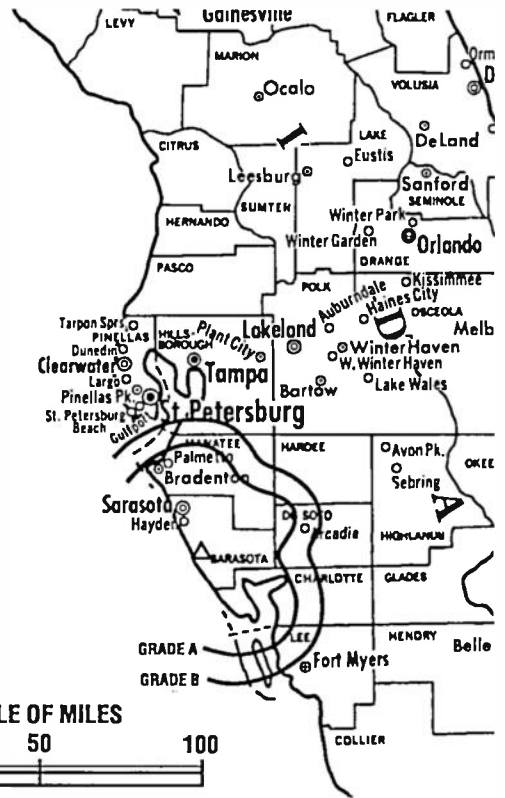 Gainesville
FLAGLER
LEVY
MARION
Orm
D
VOLUSIA
Ocala
I
LAKE
DeLand
CITRUS
Eustis
Leesburg
Sanford
SEMINOLE
SUMTER
Winter Park
HERNANDO
Winter Garden
Orlando
ORANGE
PASCO
Kissimmee
POLK
Auburndale
Haines City
OSCEOLA
D
Tarpon Sprs.
PINELLAS
HILLS-
BOROUGH
Plant City
Lakeland
Melb
Dunedin
Clearwater
Winter Haven
W. Winter Haven
Largo
Tampa
Bartow
Lake Wales
Pinellas Pk.
St. Petersburg
St. Petersburg
Beach
Gulfport
MANATEE
HARDEE
Avon Pk.
OKEE
Palmetto
Sebring
Bradenton
A
Sarasota
DE SOTO
Hayden
Arcadia
HIGHLANDS
SARASOTA
CHARLOTTE
GLADES
LEE
HENDRY
Belle
GRADE A
Fort Myers
GRADE B
LE OF MILES
50
100
COLLIER